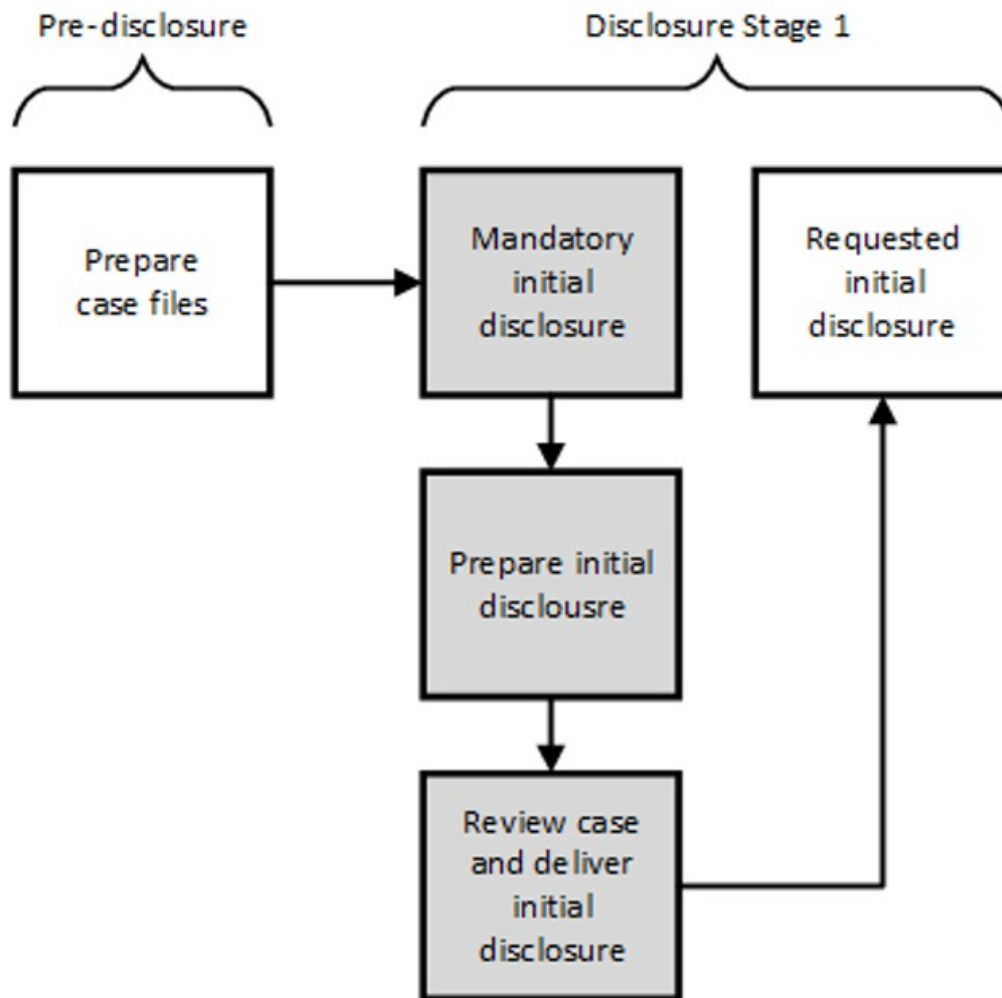 Pre-disclosure
Disclosure Stage 1
Prepare
case files
Mandatory
initial
disclosure
Requested
initial
disclosure
Prepare initial
disclousre
Review case
and deliver
initial
disclosure